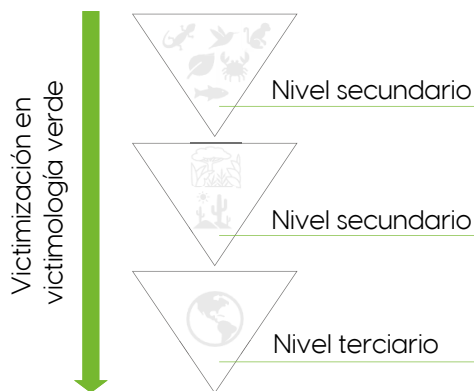 Victimización en
victimología verde
Nivel secundario
Nivel secundario
Nivel terciario